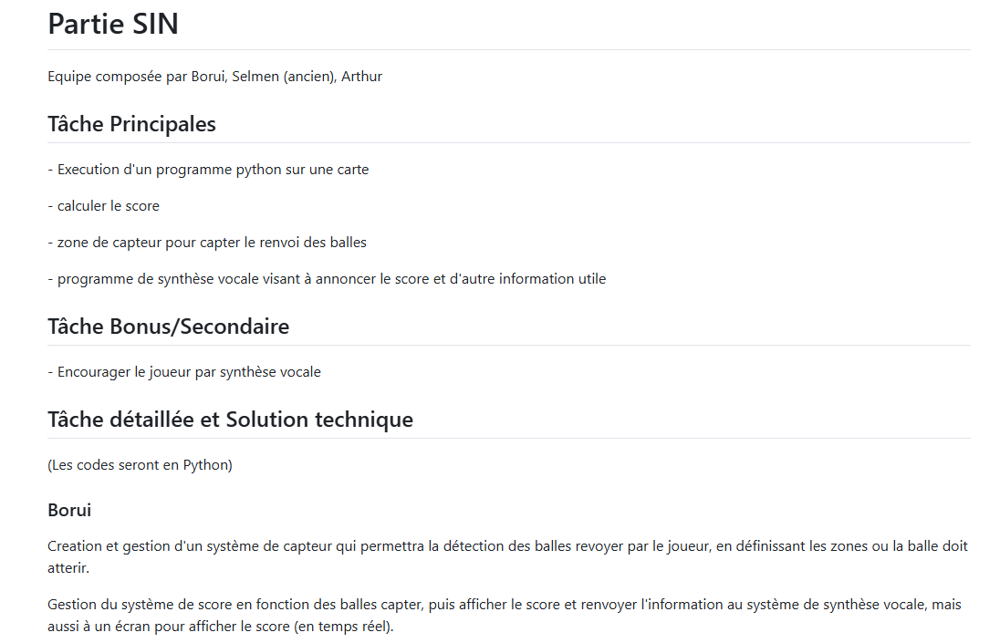 Partie SIN
Equipe composée par Borui, Selmen (ancien), Arthur
Tâche Principales
- Execution d'un programme python sur une carte
- calculer le score
- zone de capteur pour capter le renvoi des balles
- programme de synthèse vocale visant à annoncer le score et d'autre information utile
Tâche Bonus/Secondaire
- Encourager le joueur par synthèse vocale
Tâche détaillée et Solution technique
(Les codes seront en Python)
Borui
Creation et gestion d'un système de capteur qui permettra la détection des balles revoyer par le joueur, en définissant les zones ou la balle doit
atterir.
Gestion du système de score en fonction des balles capter, puis afficher le score et renvoyer l'information au système de synthèse vocale, mais
aussi à un écran pour afficher le score (en temps réel).